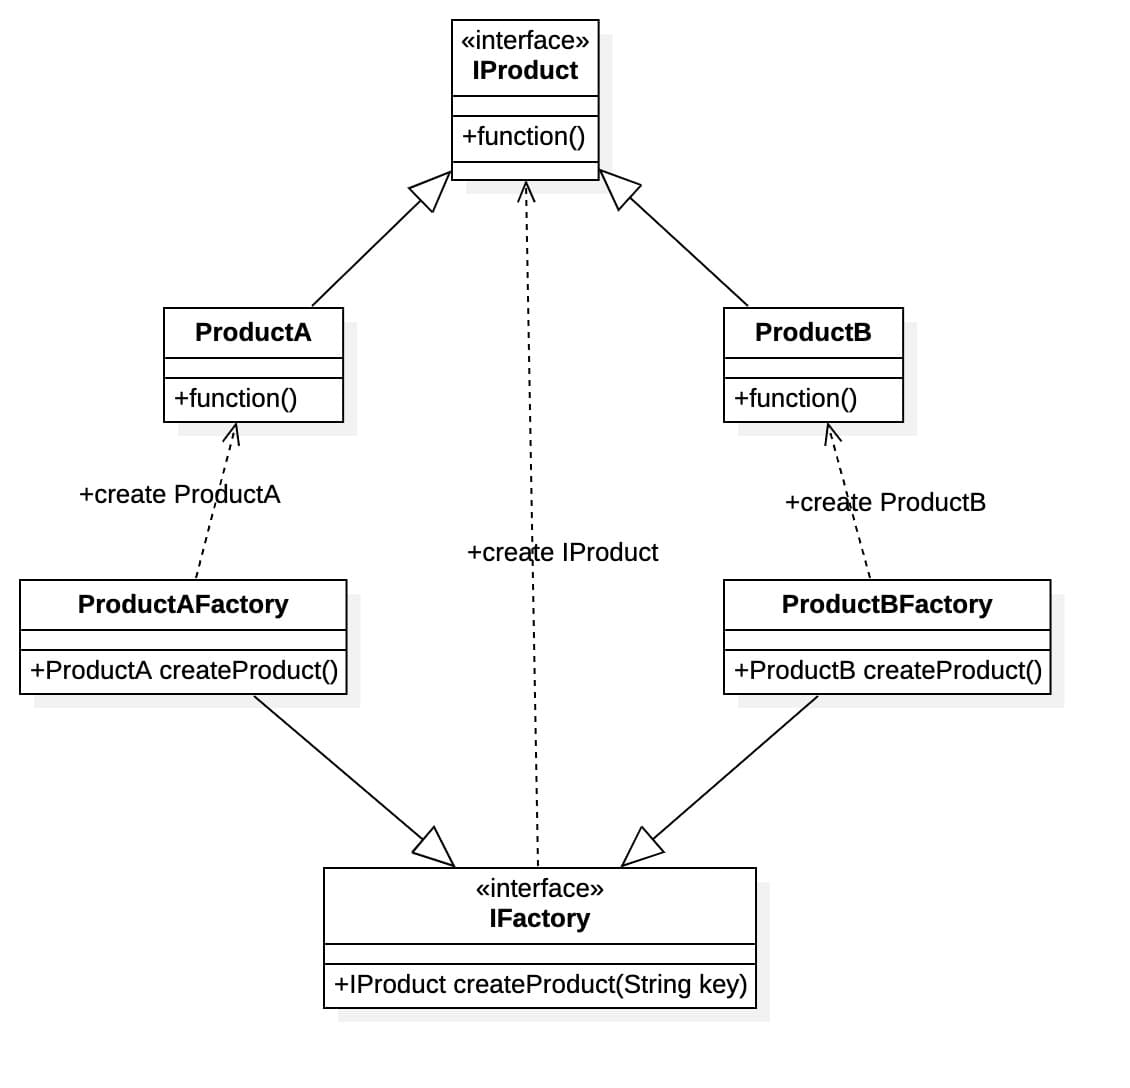 «interface»
IProduct
+function()
ProductA
+function()
ProductB
+function()
+create ProductA
+create ProductB
+create IProduct
ProductAFactory
+ProductA createProduct()
ProductBFactory
+ProductB createProduct()
«interface»
IFactory
+IProduct createProduct(String key)